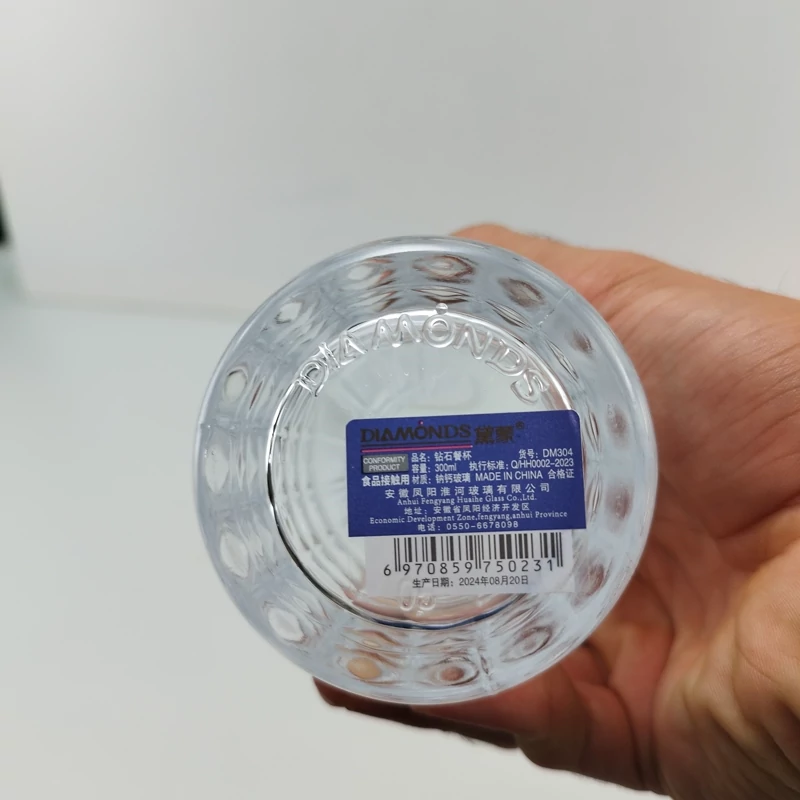 DIAMONDS
DIAMONDS 黛蒙®
CONFORMITY PRODUCT
品名：钻石餐杯 货号：DM304
容量：300ml 执行标准：Q/HH0002-2023
食品接触用 材质：钠钙玻璃 MADE IN CHINA 合格证
安徽凤阳淮河玻璃有限公司
Anhui Fengyang Huaihe Glass Co.,Ltd.
地址：安徽省凤阳经济开发区
Economic Development Zone,fengyang,anhui Province
电话：0550-6678098
6 970859 750231
生产日期：2024年08月20日